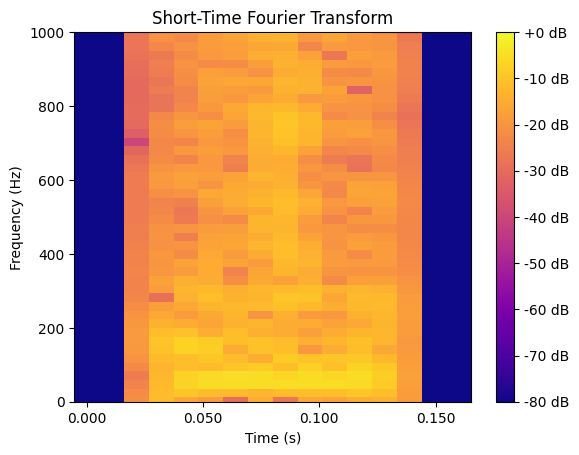 Short-Time Fourier Transform
1000
800
600
400
200
0
Frequency (Hz)
0.000
0.050
0.100
0.150
Time (s)
+0 dB
-10 dB
-20 dB
-30 dB
-40 dB
-50 dB
-60 dB
-70 dB
-80 dB